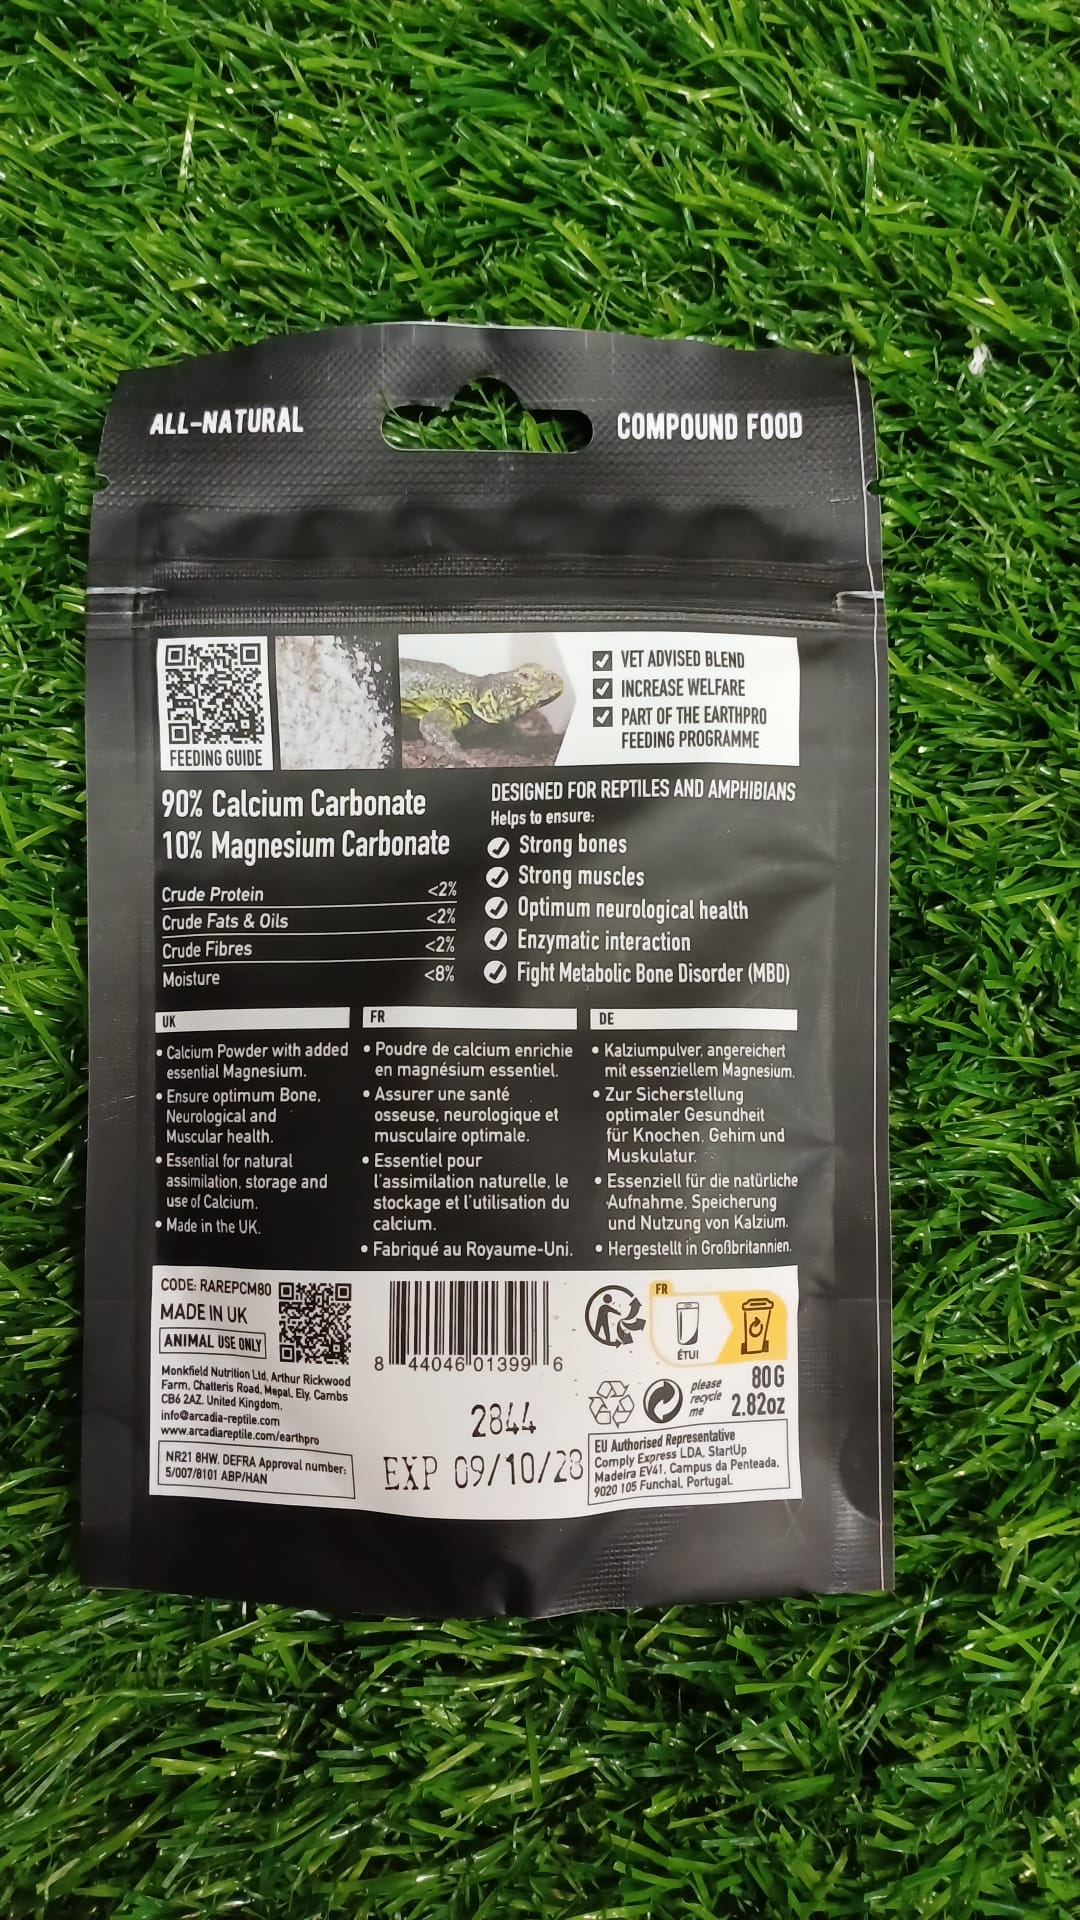 ALL-NATURAL
COMPOUND FOOD
FEEDING GUIDE
VET ADVISED BLEND
INCREASE WELFARE
PART OF THE EARTHPRO
FEEDING PROGRAMME
90% Calcium Carbonate
10% Magnesium Carbonate
Crude Protein <2%
Crude Fats & Oils <2%
Crude Fibres <2%
Moisture <8%
DESIGNED FOR REPTILES AND AMPHIBIANS
Helps to ensure:
Strong bones
Strong muscles
Optimum neurological health
Enzymatic interaction
Fight Metabolic Bone Disorder (MBD)
UK
• Calcium Powder with added
essential Magnesium.
• Ensure optimum Bone,
Neurological and
Muscular health.
• Essential for natural
assimilation, storage and
use of Calcium.
• Made in the UK.
FR
• Poudre de calcium enrichie
en magnésium essentiel.
• Assurer une santé
osseuse, neurologique et
musculaire optimale.
• Essentiel pour
l'assimilation naturelle, le
stockage et l'utilisation du
calcium.
• Fabriqué au Royaume-Uni.
DE
• Kalziumpulver, angereichert
mit essenziellem Magnesium.
• Zur Sicherstellung
optimaler Gesundheit
für Knochen, Gehirn und
Muskulatur.
• Essenziell für die natürliche
Aufnahme, Speicherung
und Nutzung von Kalzium.
• Hergestellt in Großbritannien.
CODE: RAREPCM80
MADE IN UK
ANIMAL USE ONLY
Monkfield Nutrition Ltd, Arthur Rickwood
Farm, Chatteris Road, Mepal, Ely, Cambs
CB6 2AZ. United Kingdom.
info@arcadia-reptile.com
www.arcadiareptile.com/earthpro
NR21 8HW. DEFRA Approval number:
5/007/8101 ABP/HAN
8 44046 01399 6
2844
EXP 09/10/28
FR
ÉTUI
please
recycle
me
80G
2.82oz
EU Authorised Representative
Comply Express LDA, StartUp
Madeira EV41, Campus da Penteada,
9020 105 Funchal, Portugal.